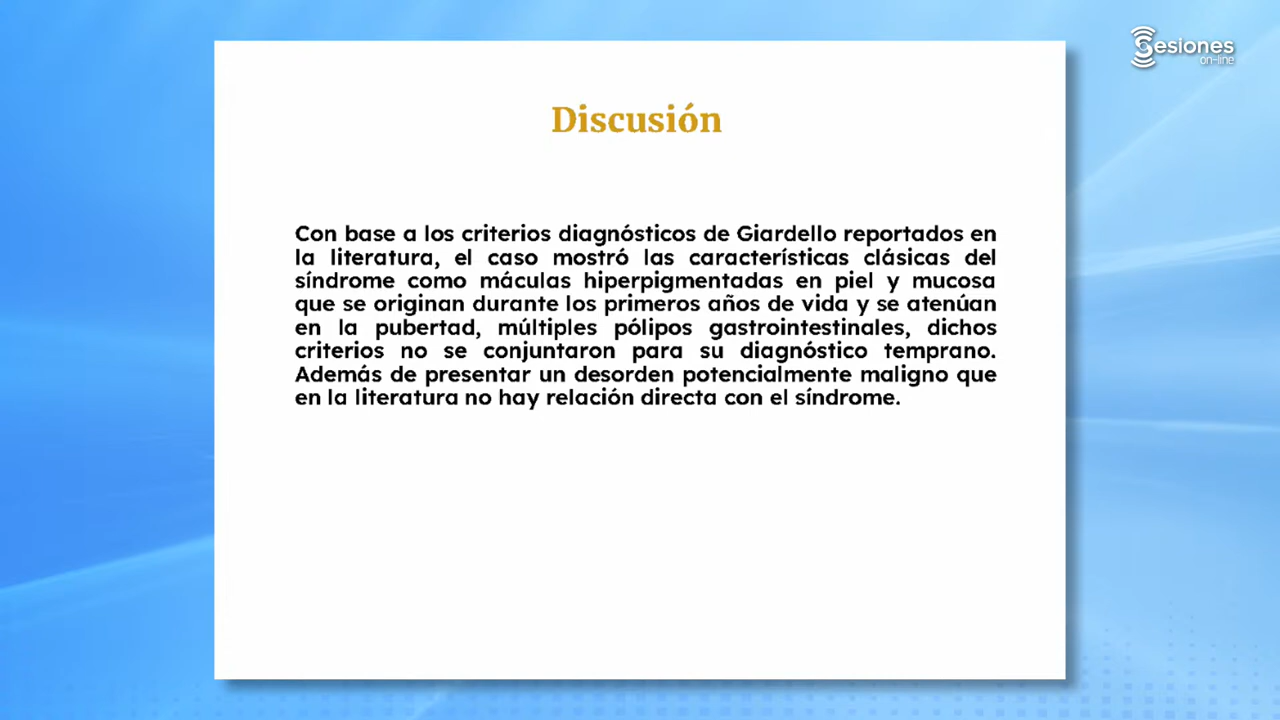 Sesiones
on-line
Discusión
Con base a los criterios diagnósticos de Giardello reportados en
la literatura, el caso mostró las características clásicas del
síndrome como máculas hiperpigmentadas en piel y mucosa
que se originan durante los primeros años de vida y se atenúan
en la pubertad, múltiples pólipos gastrointestinales, dichos
criterios no se conjuntaron para su diagnóstico temprano.
Además de presentar un desorden potencialmente maligno que
en la literatura no hay relación directa con el síndrome.